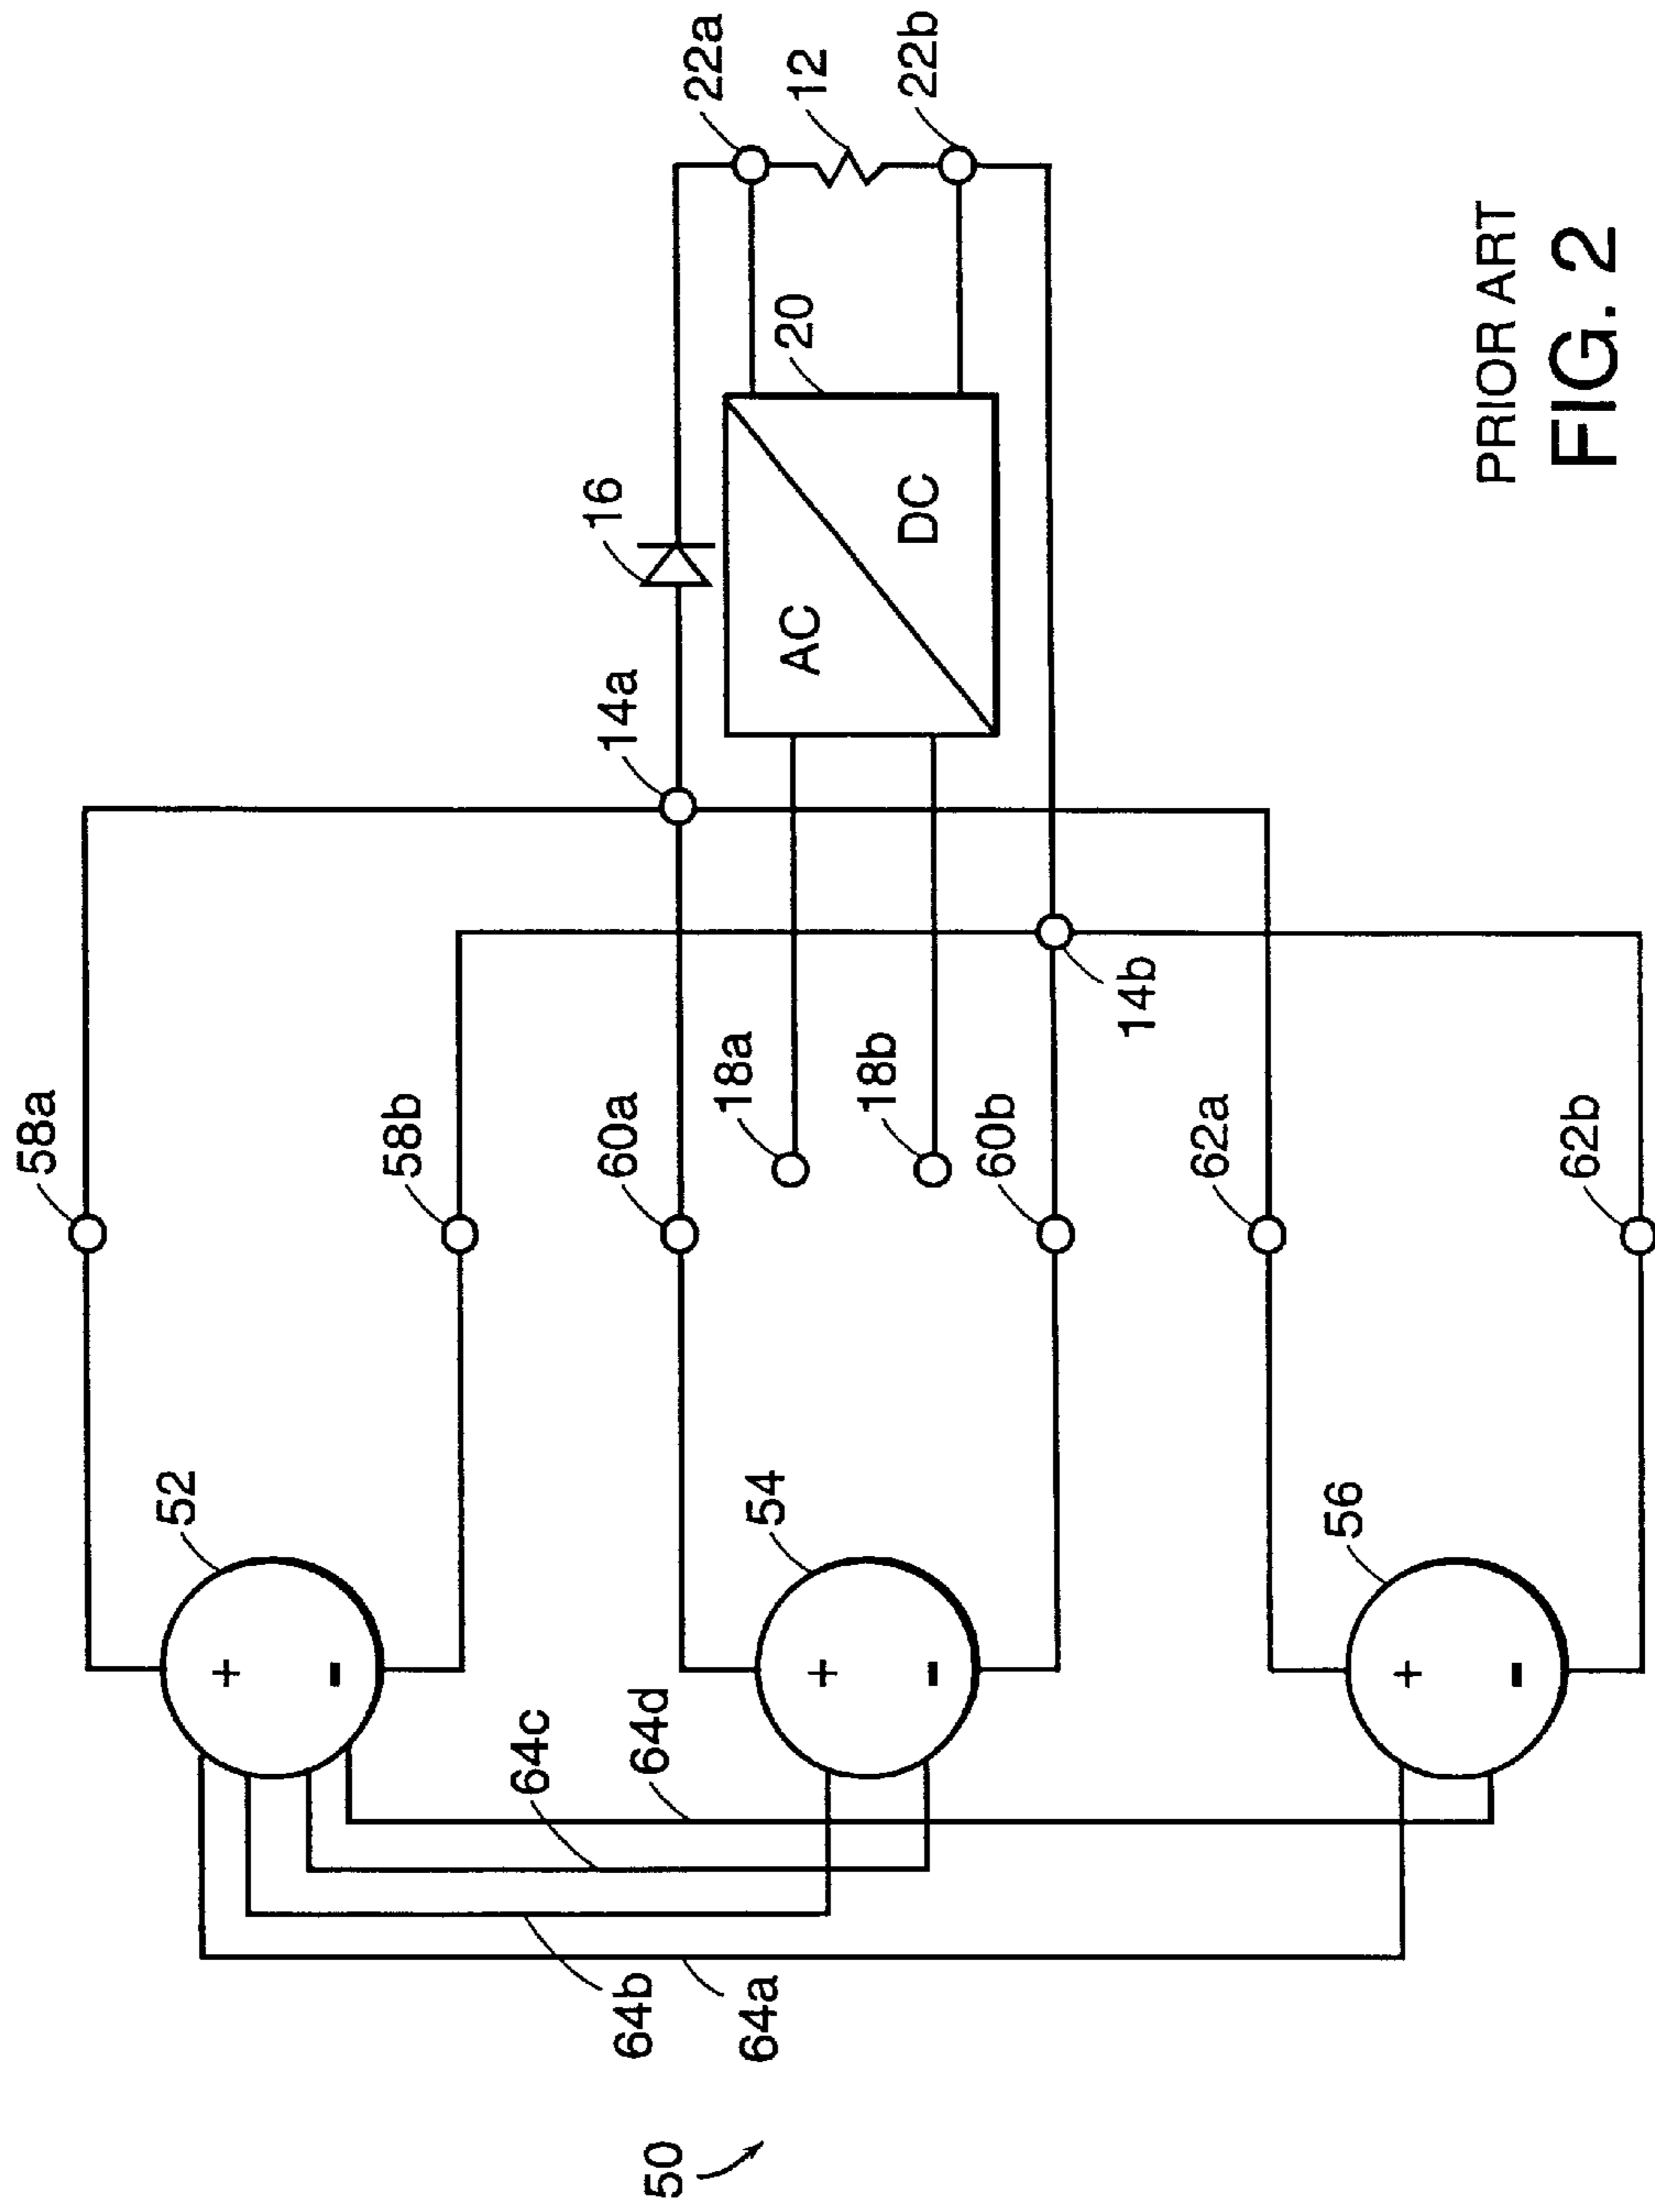 58a
58b
60a
18a
18b
60b
62a
62b
14a
14b
16
20
AC
DC
22a
12
22b
52
+
-
54
+
-
56
+
-
64c
64d
64b
64a
50
PRIOR ART
FIG. 2